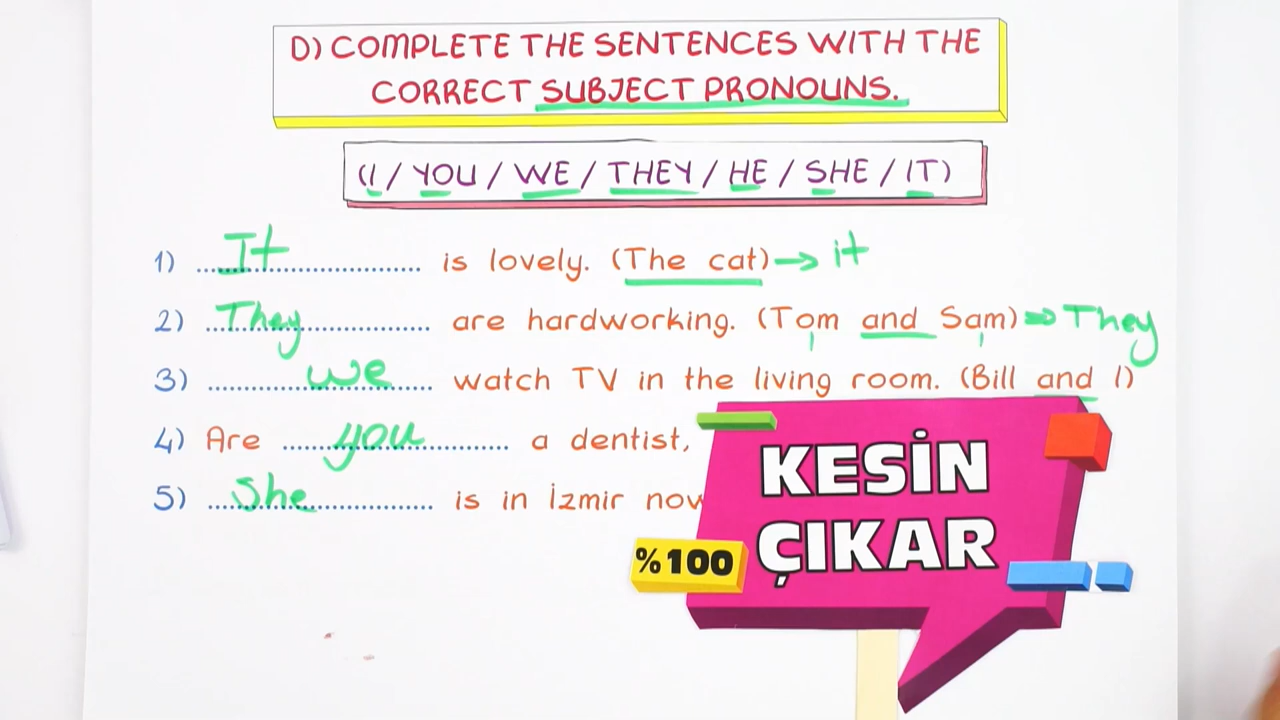 D) COMPLETE THE SENTENCES WITH THE
CORRECT SUBJECT PRONOUNS.
(I / YOU / WE / THEY / HE / SHE / IT)
1) It is lovely. (The cat) → it
2) They are hardworking. (Tom and Sam) ⇒ They
3) we watch TV in the living room. (Bill and I)
4) Are you a dentist,
5) She is in İzmir now
KESİN
ÇIKAR
%100